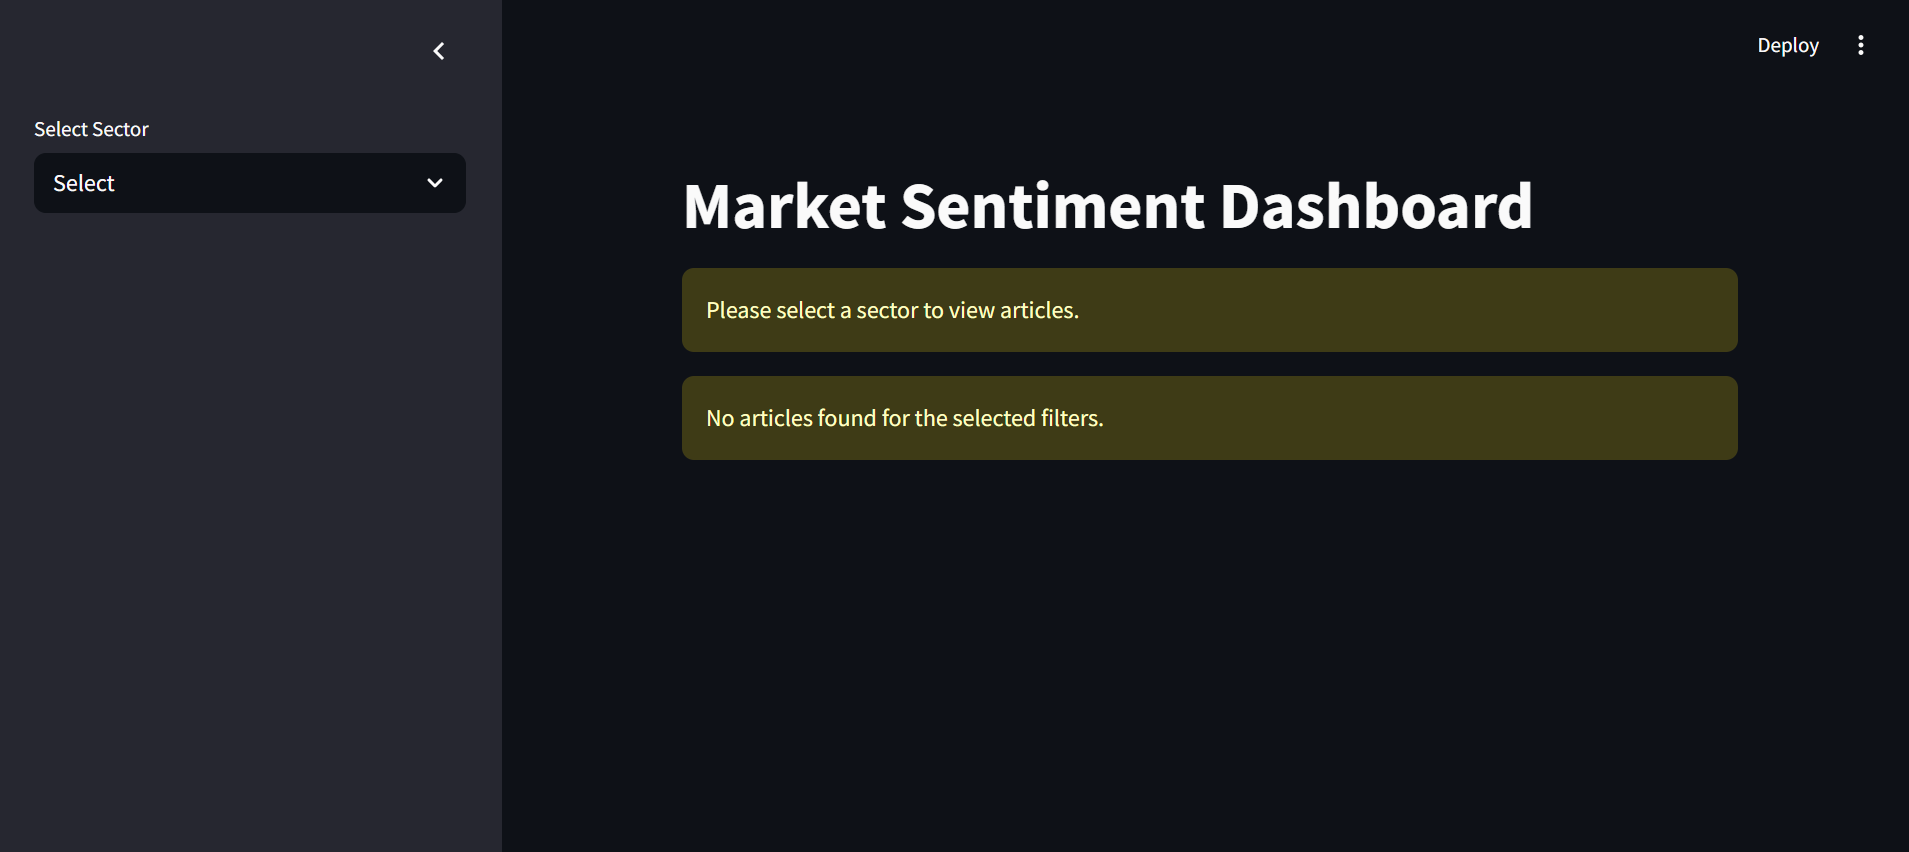 Deploy
Select Sector
Select
Market Sentiment Dashboard
Please select a sector to view articles.
No articles found for the selected filters.